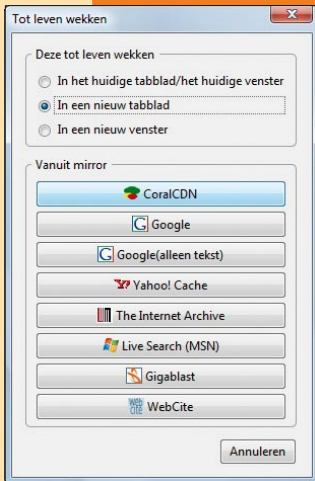 Tot leven wekken
Deze tot leven wekken
In het huidige tabblad/het huidige venster
In een nieuw tabblad
In een nieuw venster
Vanuit mirror
CoralCDN
Google
Google(alleen tekst)
Yahoo! Cache
The Internet Archive
Live Search (MSN)
Gigablast
WebCite
Annuleren